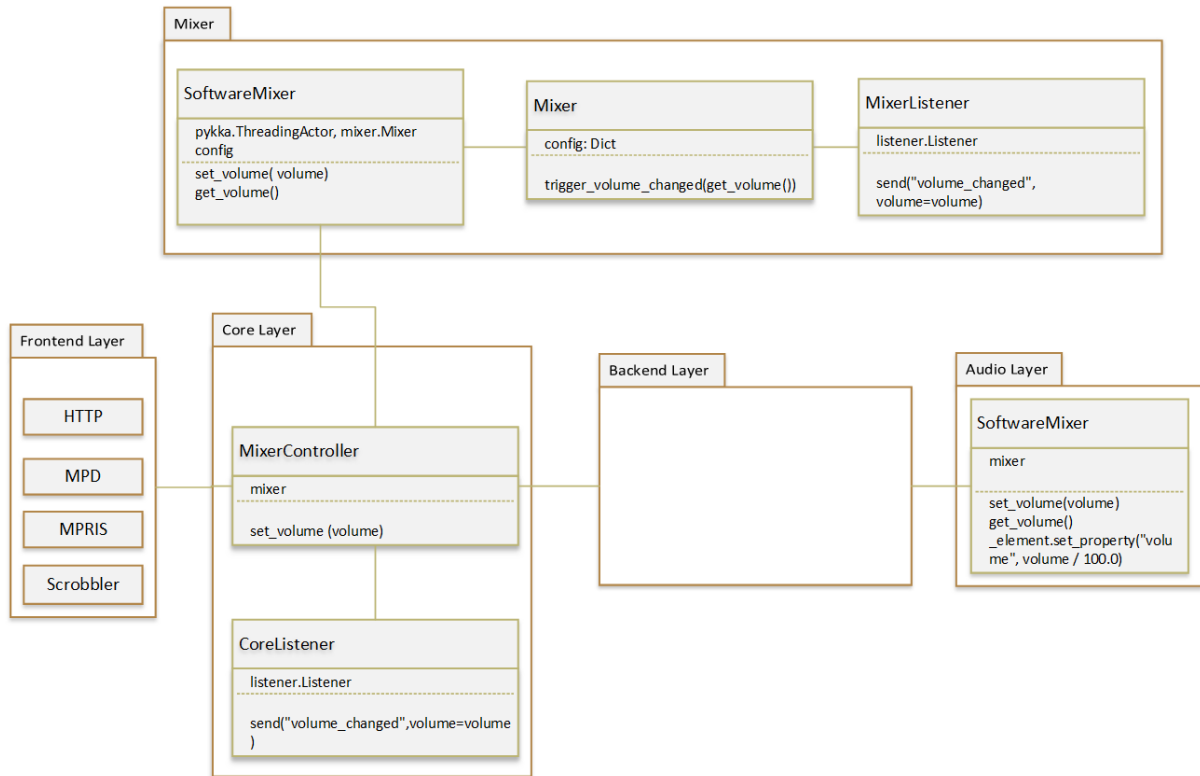 Mixer
SoftwareMixer
pykka.ThreadingActor, mixer.Mixer
config
set_volume( volume)
get_volume()
Mixer
config: Dict
trigger_volume_changed(get_volume())
MixerListener
listener.Listener
send("volume_changed",
volume=volume)
Frontend Layer
HTTP
MPD
MPRIS
Scrobbler
Core Layer
MixerController
mixer
set_volume (volume)
CoreListener
listener.Listener
send("volume_changed",volume=volume
)
Backend Layer
Audio Layer
SoftwareMixer
mixer
set_volume(volume)
get_volume()
_element.set_property("volu
me", volume / 100.0)